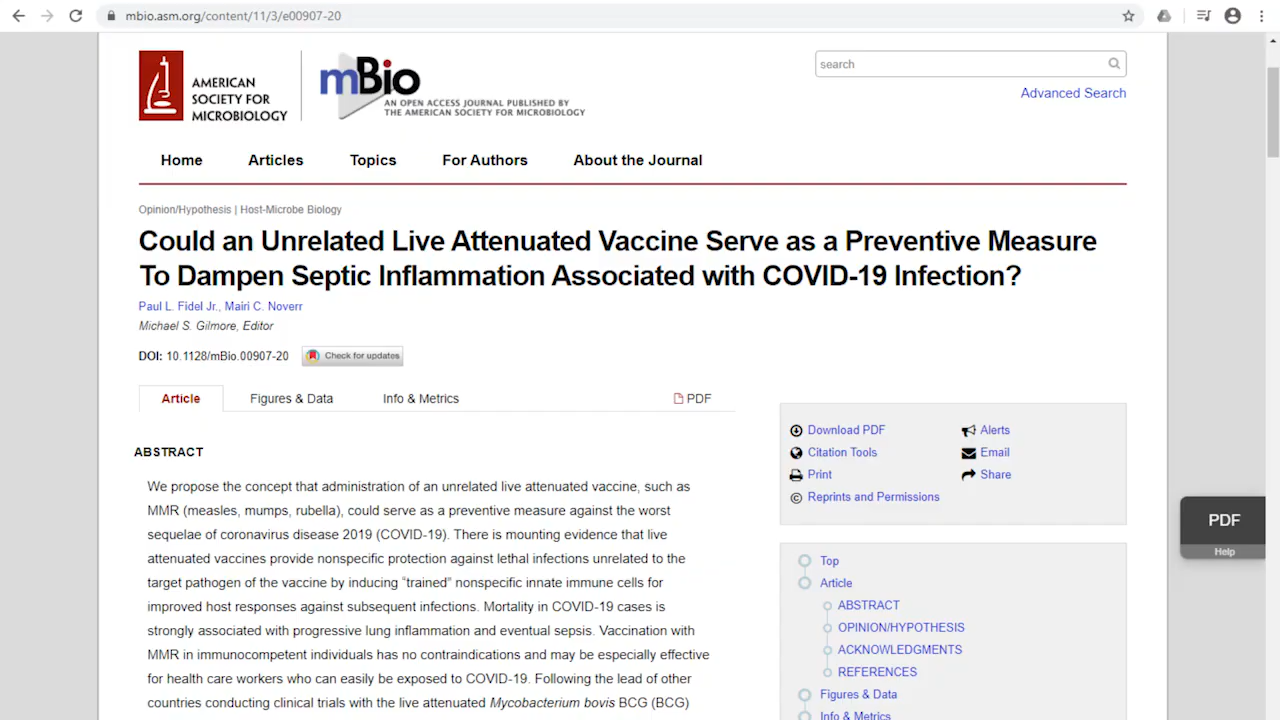 mbio.asm.org/content/11/3/e00907-20
AMERICAN
SOCIETY FOR
MICROBIOLOGY
mBio
AN OPEN ACCESS JOURNAL PUBLISHED BY
THE AMERICAN SOCIETY FOR MICROBIOLOGY
search
Advanced Search
Home Articles Topics For Authors About the Journal
Opinion/Hypothesis | Host-Microbe Biology
Could an Unrelated Live Attenuated Vaccine Serve as a Preventive Measure
To Dampen Septic Inflammation Associated with COVID-19 Infection?
Paul L. Fidel Jr., Mairi C. Noverr
Michael S. Gilmore, Editor
DOI: 10.1128/mBio.00907-20 Check for updates
Article Figures & Data Info & Metrics PDF
ABSTRACT
We propose the concept that administration of an unrelated live attenuated vaccine, such as
MMR (measles, mumps, rubella), could serve as a preventive measure against the worst
sequelae of coronavirus disease 2019 (COVID-19). There is mounting evidence that live
attenuated vaccines provide nonspecific protection against lethal infections unrelated to the
target pathogen of the vaccine by inducing “trained” nonspecific innate immune cells for
improved host responses against subsequent infections. Mortality in COVID-19 cases is
strongly associated with progressive lung inflammation and eventual sepsis. Vaccination with
MMR in immunocompetent individuals has no contraindications and may be especially effective
for health care workers who can easily be exposed to COVID-19. Following the lead of other
countries conducting clinical trials with the live attenuated Mycobacterium bovis BCG (BCG)
Download PDF Alerts
Citation Tools Email
Print Share
© Reprints and Permissions
Top
Article
ABSTRACT
OPINION/HYPOTHESIS
ACKNOWLEDGMENTS
REFERENCES
Figures & Data
Info & Metrics
PDF
Help